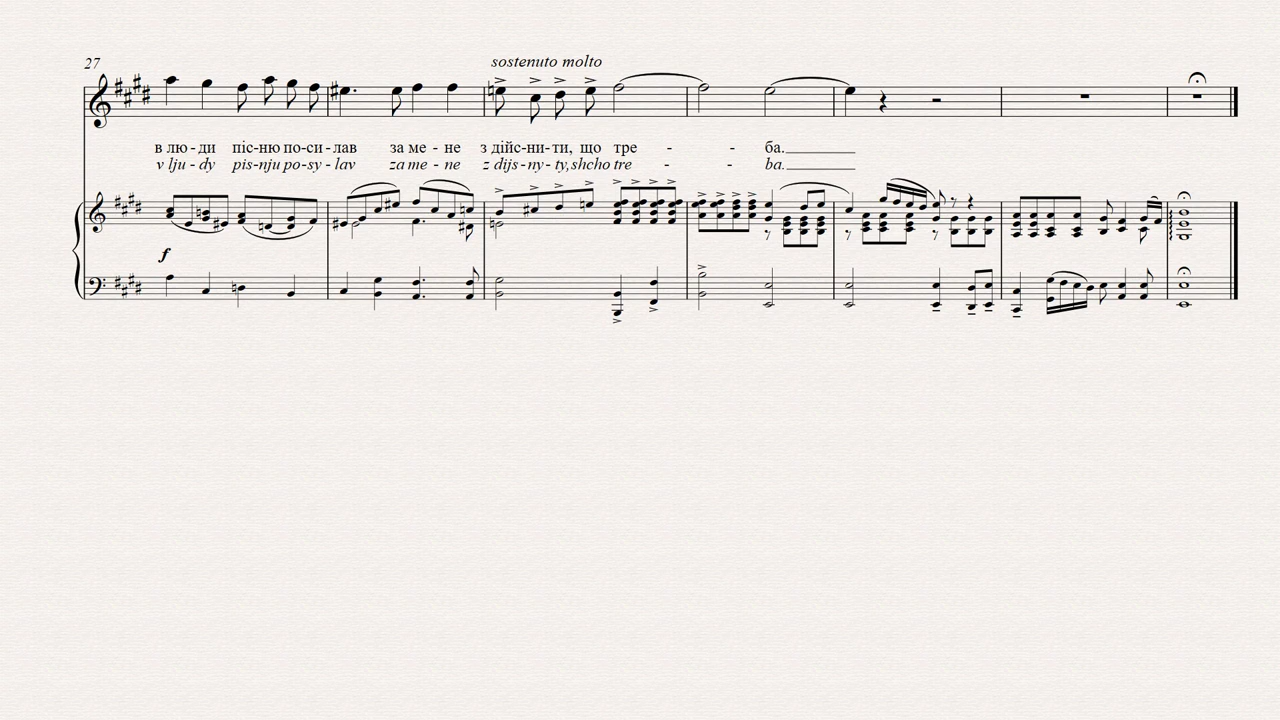 27
sostenuto molto
в лю - ди піс-ню по-си - лав за ме - не з дійс-ни-ти, що тре - - ба.
v lju - dy pis-nju po-sy - lav za me - ne z dijs-ny-ty, shcho tre - - ba.
f